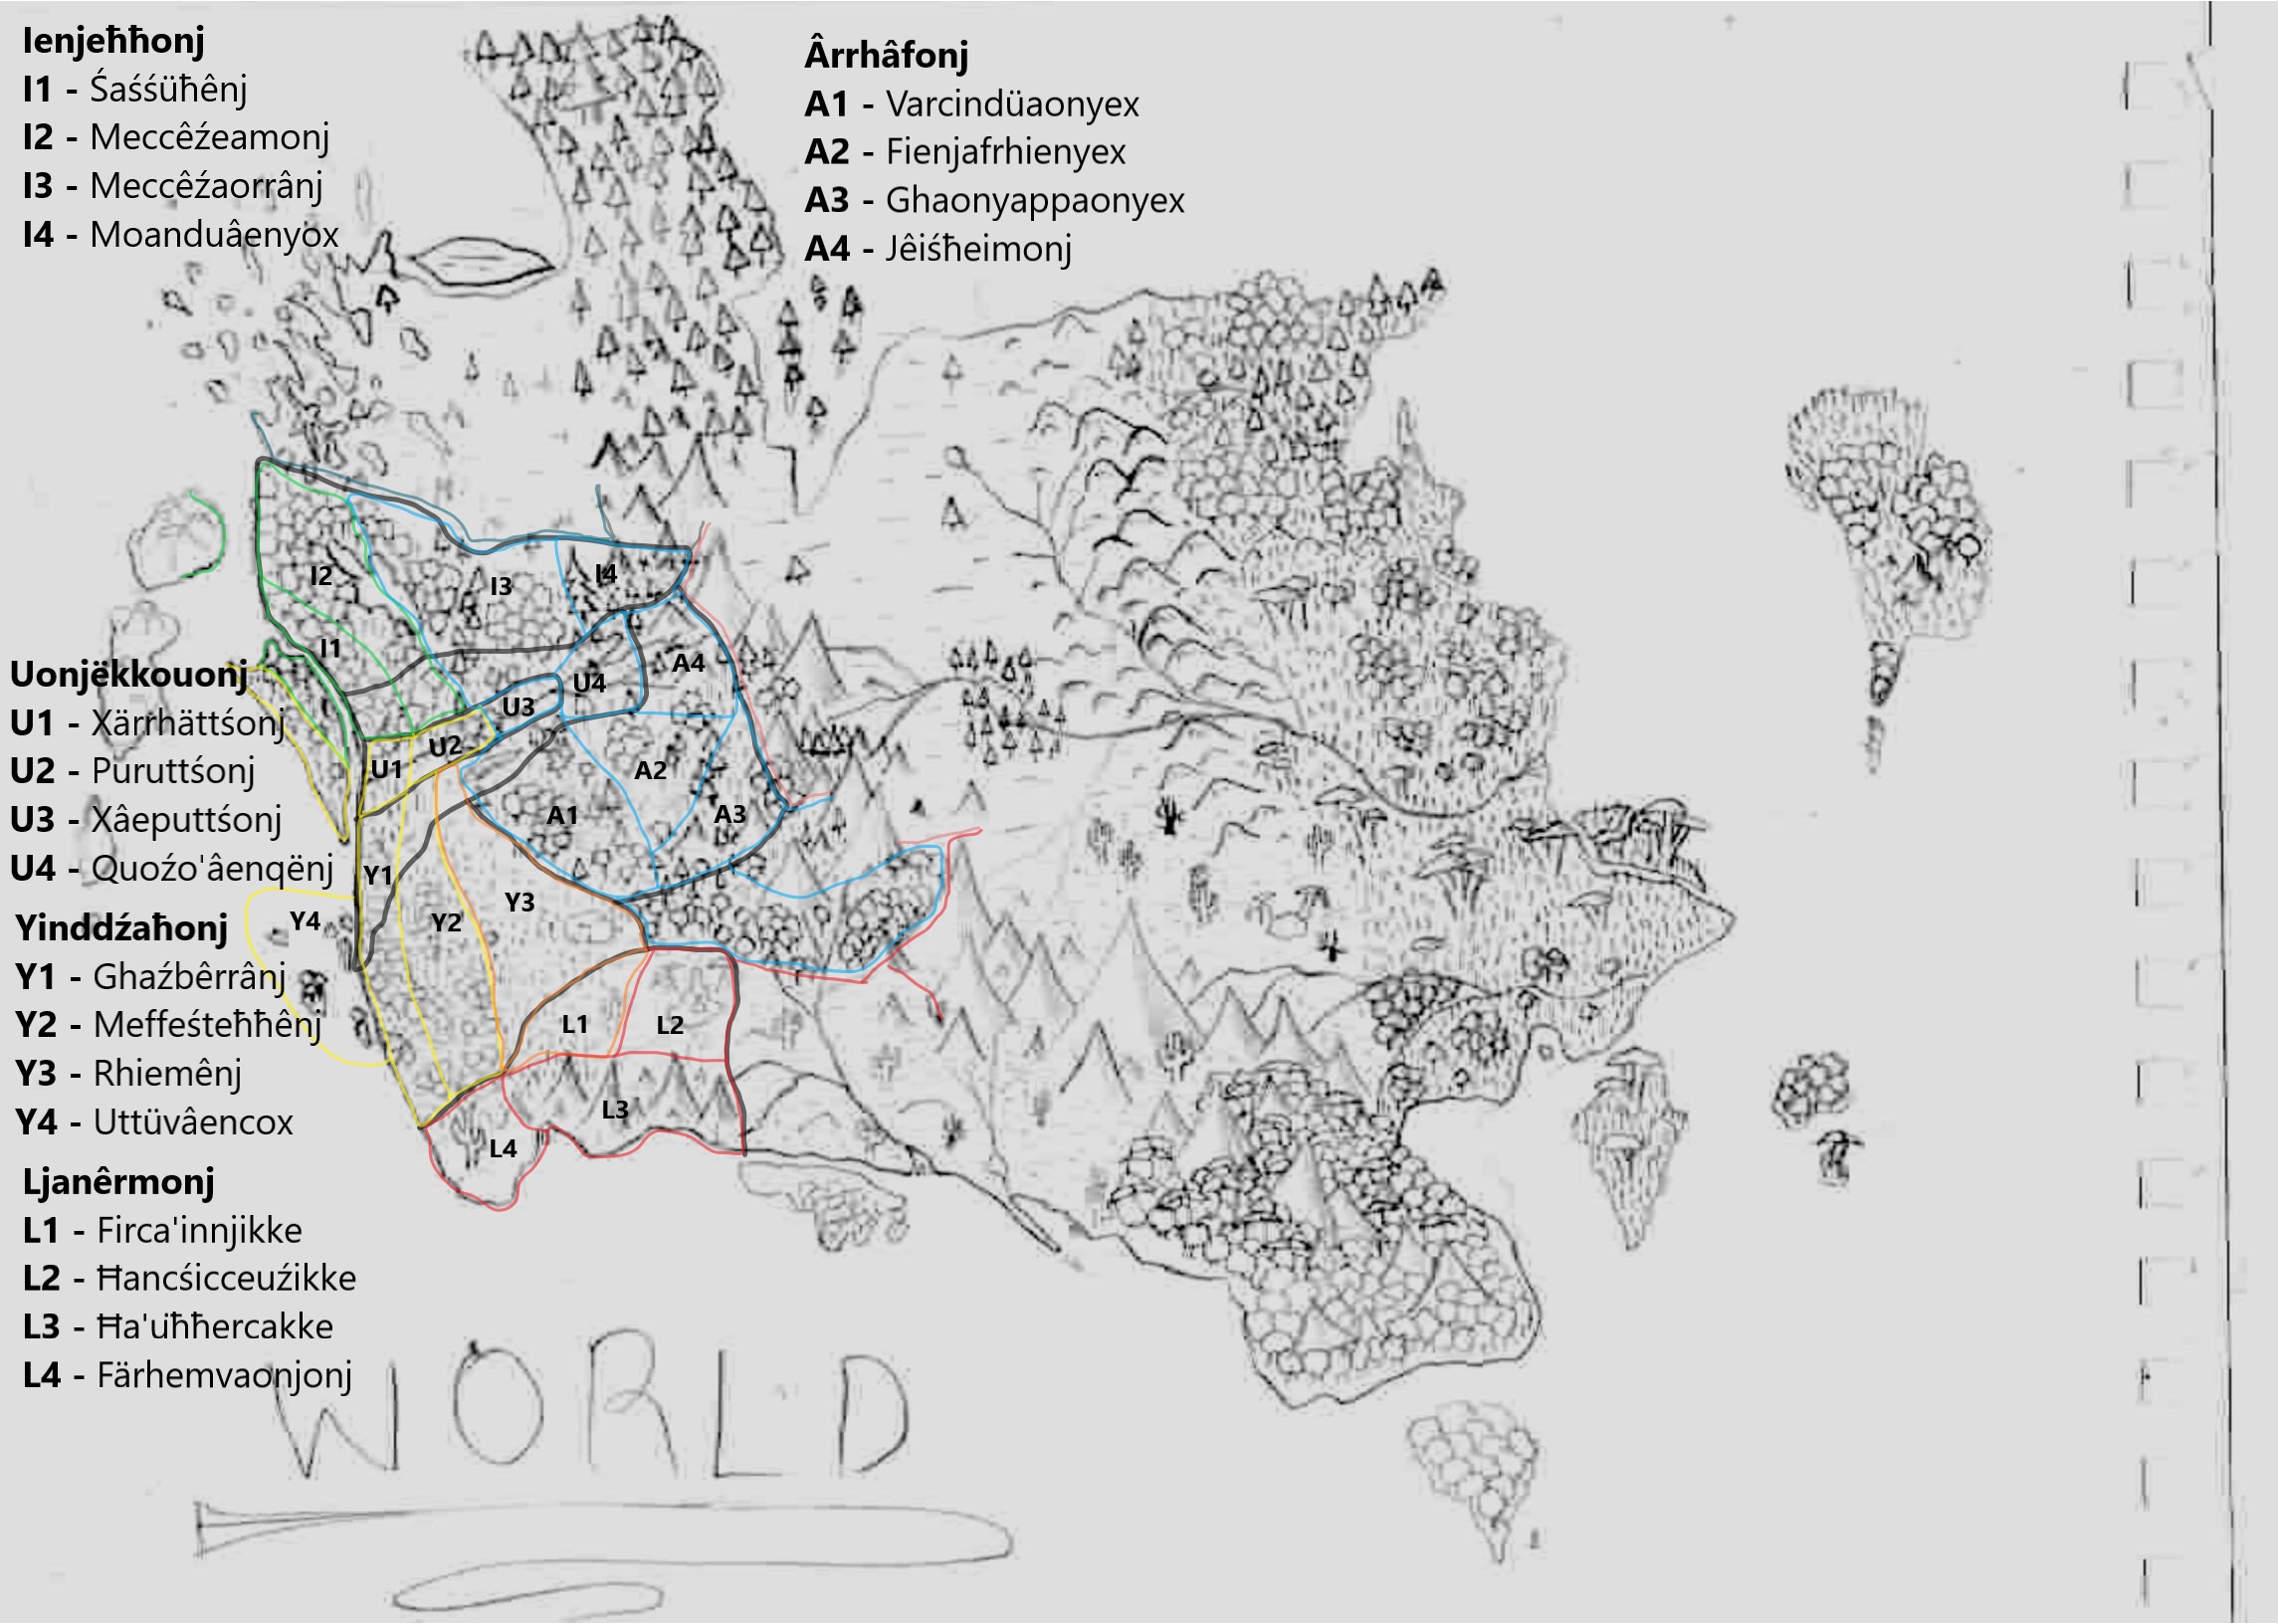 Ienjeħħonj
I1 - Śaśśüħênj
I2 - Meccêźeamonj
I3 - Meccêźaorrânj
I4 - Moanduâenyöx
Ârrhâfonj
A1 - Varcindüaonyex
A2 - Fienjafrhienyex
A3 - Ghaonyappaonyex
A4 - Jêiśħeimonj
I2
I3
I4
I1
A4
U4
U3
U2
U1
A2
A1
A3
Y1
Y2
Y3
Y4
L1
L2
L3
L4
Uonjëkkouonj
U1 - Xärrhättśonj
U2 - Puruttśonj
U3 - Xâeputtśonj
U4 - Quoźo'âenqënj
Yinddźaħonj
Y1 - Ghaźbêrrânj
Y2 - Meffeśteħħênj
Y3 - Rhiemênj
Y4 - Uttüvâencox
Ljanêrmonj
L1 - Firca'innjikke
L2 - Ħancśicceuźikke
L3 - Ħa'üħħercakke
L4 - Färhemvaonjonj
WORLD